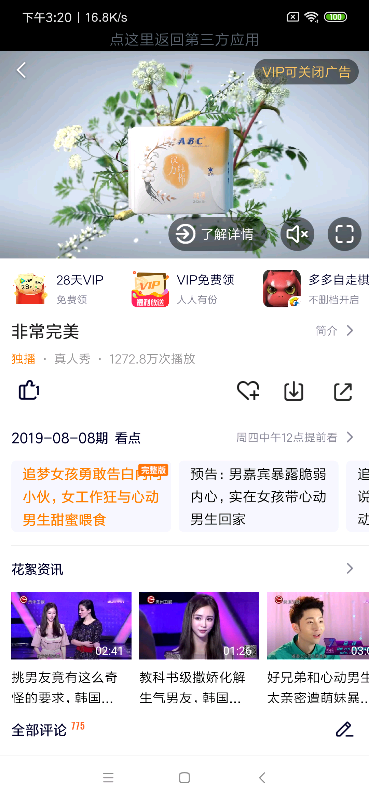 下午3:20 | 16.8K/s
100
点这里返回第三方应用
VIP可关闭广告
ABC
了解详情
28天VIP
免费领
VIP
福利放送
VIP免费领
人人有份
多多自走棋
不删档开启
非常完美
简介
独播 · 真人秀 · 1272.8万次播放
1
2019-08-08期 看点
周四中午12点提前看
追梦女孩勇敢告白内向
完整版
小伙，女工作狂与心动
男生甜蜜喂食
预告：男嘉宾暴露脆弱
内心，实在女孩带心动
男生回家
追
说
动
花絮资讯
02:41
01:26
03:0
挑男友竟有这么奇
怪的要求，韩国...
教科书级撒娇化解
生气男友，韩国...
好兄弟和心动男生
太亲密遭萌妹暴...
全部评论 775